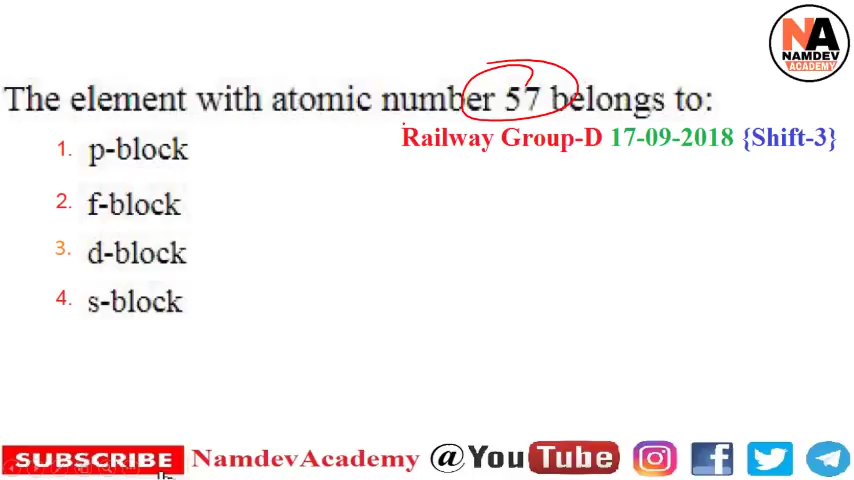 NA
NAMDEV
ACADEMY
The element with atomic number 57 belongs to:
Railway Group-D 17-09-2018 {Shift-3}
1. p-block
2. f-block
3. d-block
4. s-block
SUBSCRIBE NamdevAcademy @YouTube